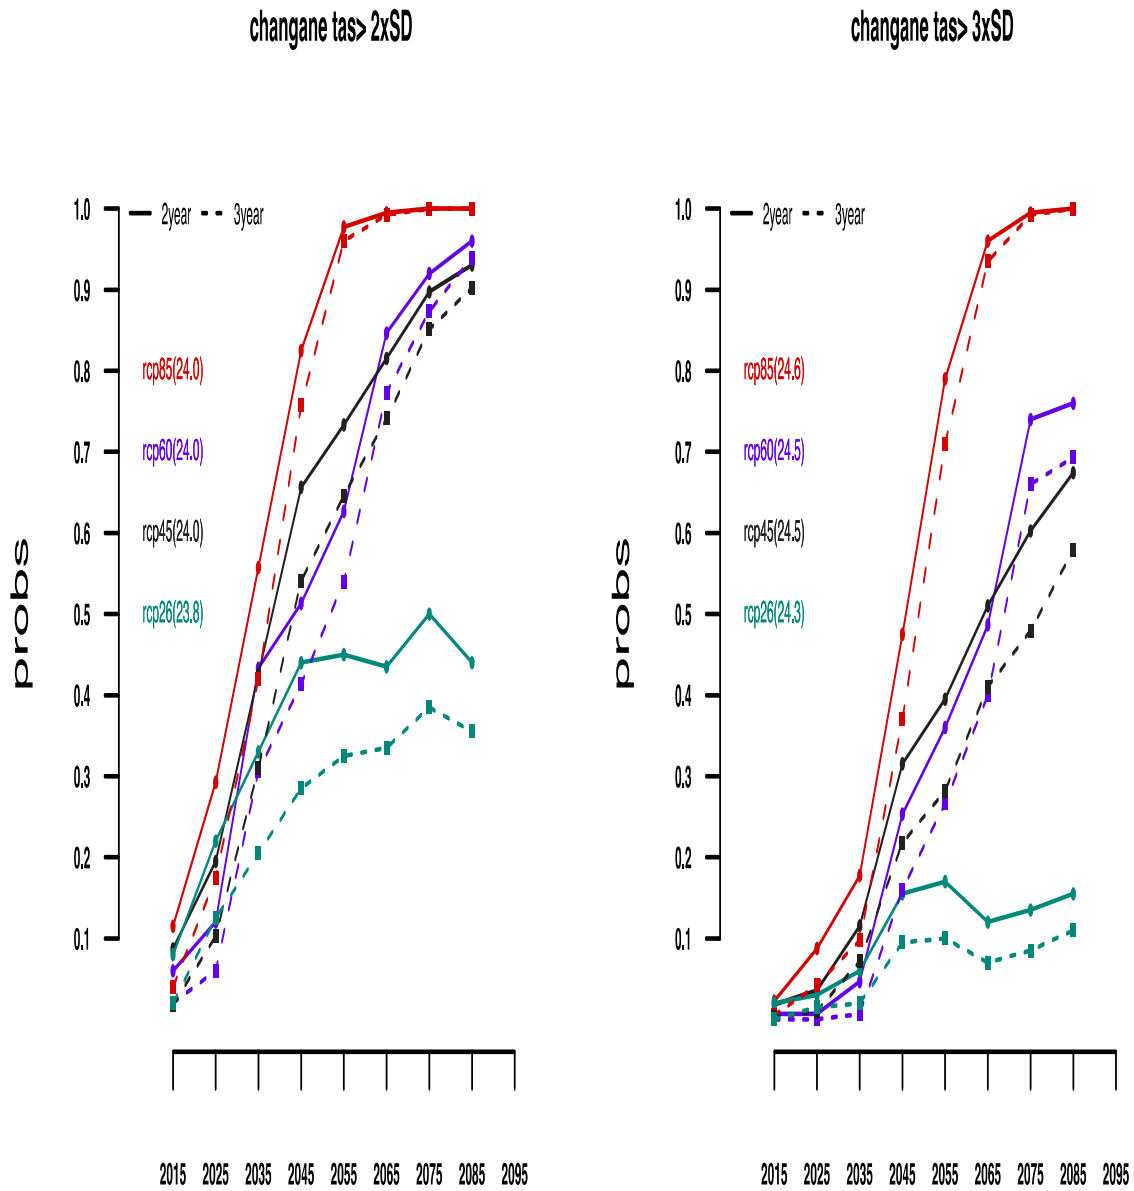 changane tas> 2xSD
probs
1.0
0.9
0.8
0.7
0.6
0.5
0.4
0.3
0.2
0.1
2year 3year
rcp85(24.0)
rcp60(24.0)
rcp45(24.0)
rcp26(23.8)
2015 2025 2035 2045 2055 2065 2075 2085 2095
changane tas> 3xSD
probs
1.0
0.9
0.8
0.7
0.6
0.5
0.4
0.3
0.2
0.1
2year 3year
rcp85(24.6)
rcp60(24.5)
rcp45(24.5)
rcp26(24.3)
2015 2025 2035 2045 2055 2065 2075 2085 2095